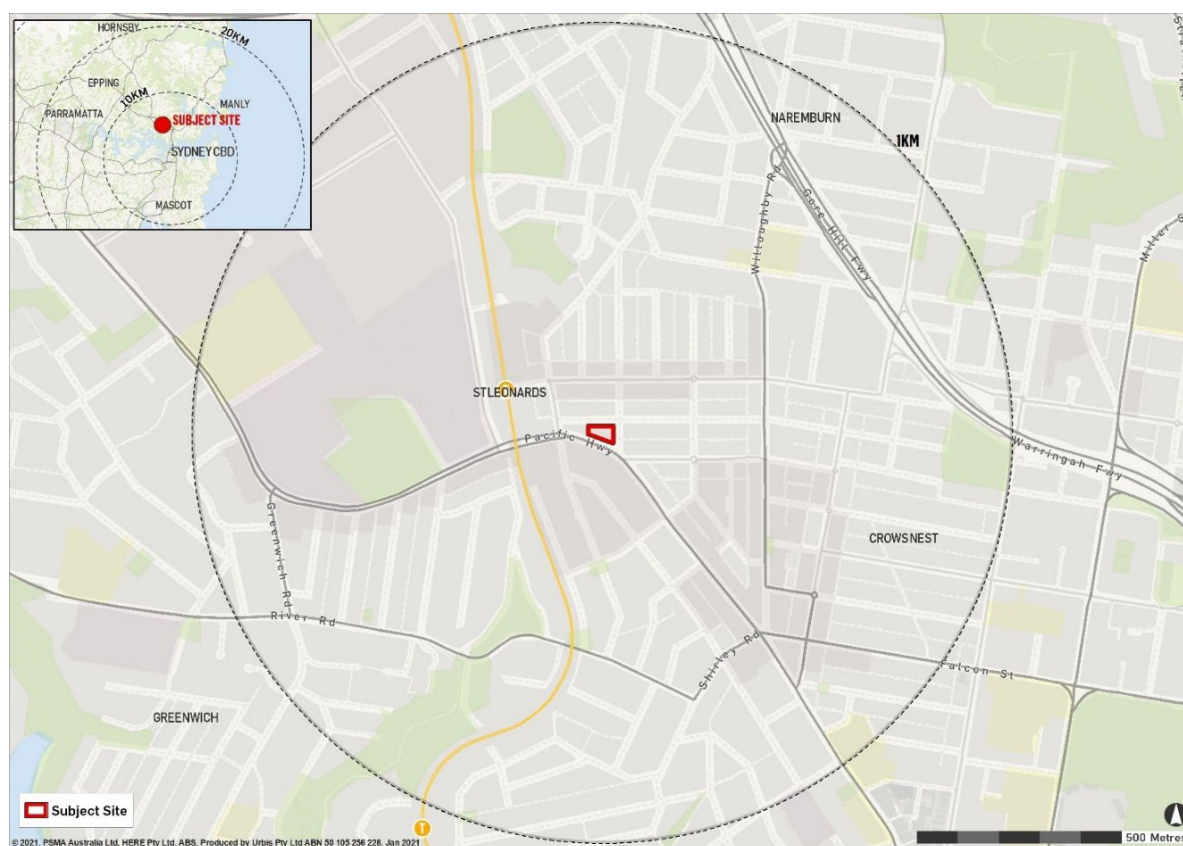 HORNSBY
20KM
EPPING
10KM
PARRAMATTA
MANLY
SUBJECT SITE
SYDNEY CBD
MASCOT
NAREMBURN
1KM
Willoughby Rd
Gore Hill Fwy
ST LEONARDS
Pacific Hwy
Warringah Fwy
CROWS NEST
Greenwich Rd
River Rd
Shirley Rd
Falcon St
GREENWICH
T
Subject Site
500 Metres
© 2021. PSMA Australia Ltd, HERE Pty Ltd. ABS. Produced by Urbis Pty Ltd ABN 50 105 256 228, Jan 2021